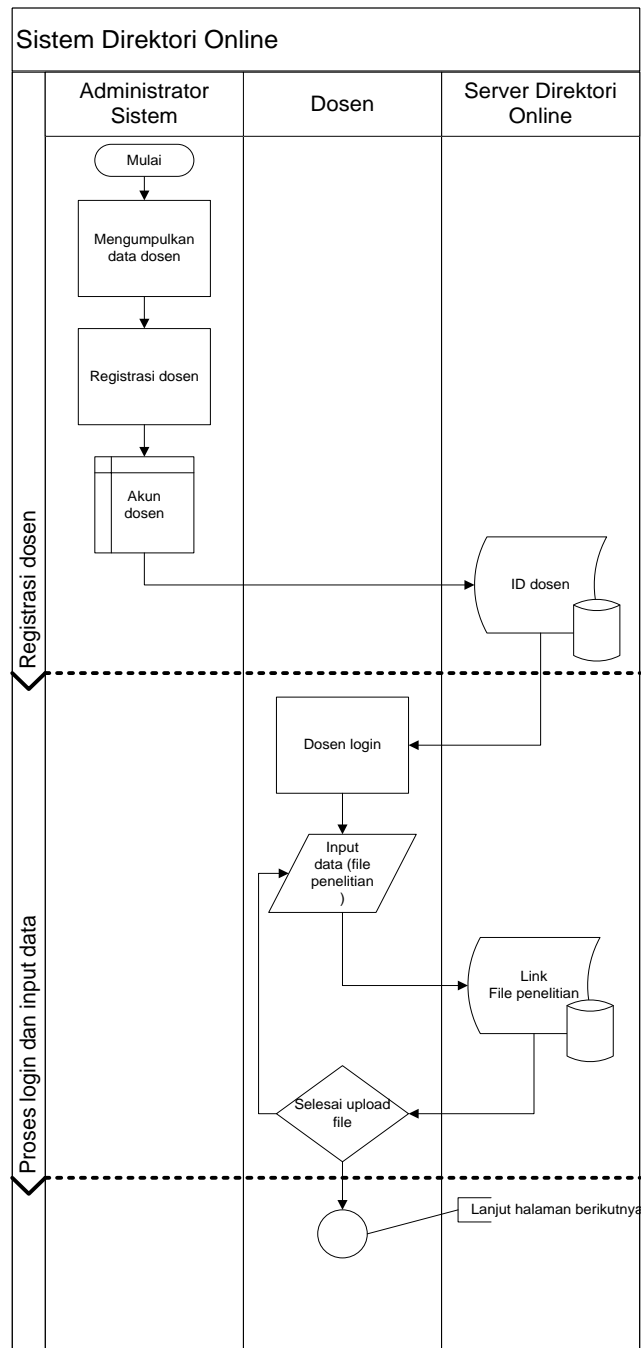 Sistem Direktori Online
Administrator
Sistem
Dosen
Server Direktori
Online
Registrasi dosen
Mulai
Mengumpulkan
data dosen
Registrasi dosen
Akun
dosen
ID dosen
Proses login dan input data
Dosen login
Input
data (file
penelitian
)
Link
File penelitian
Selesai upload
file
Lanjut halaman berikutnya